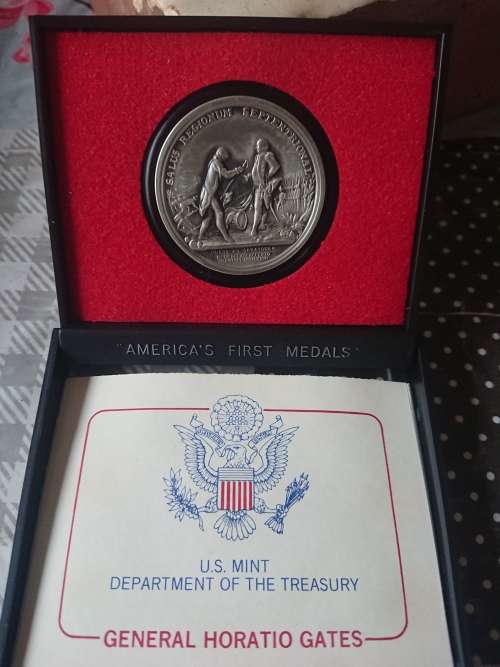 SALUS REGIONUM SEPTENTRIONAL
"AMERICA'S FIRST MEDALS"
U.S. MINT
DEPARTMENT OF THE TREASURY
GENERAL HORATIO GATES